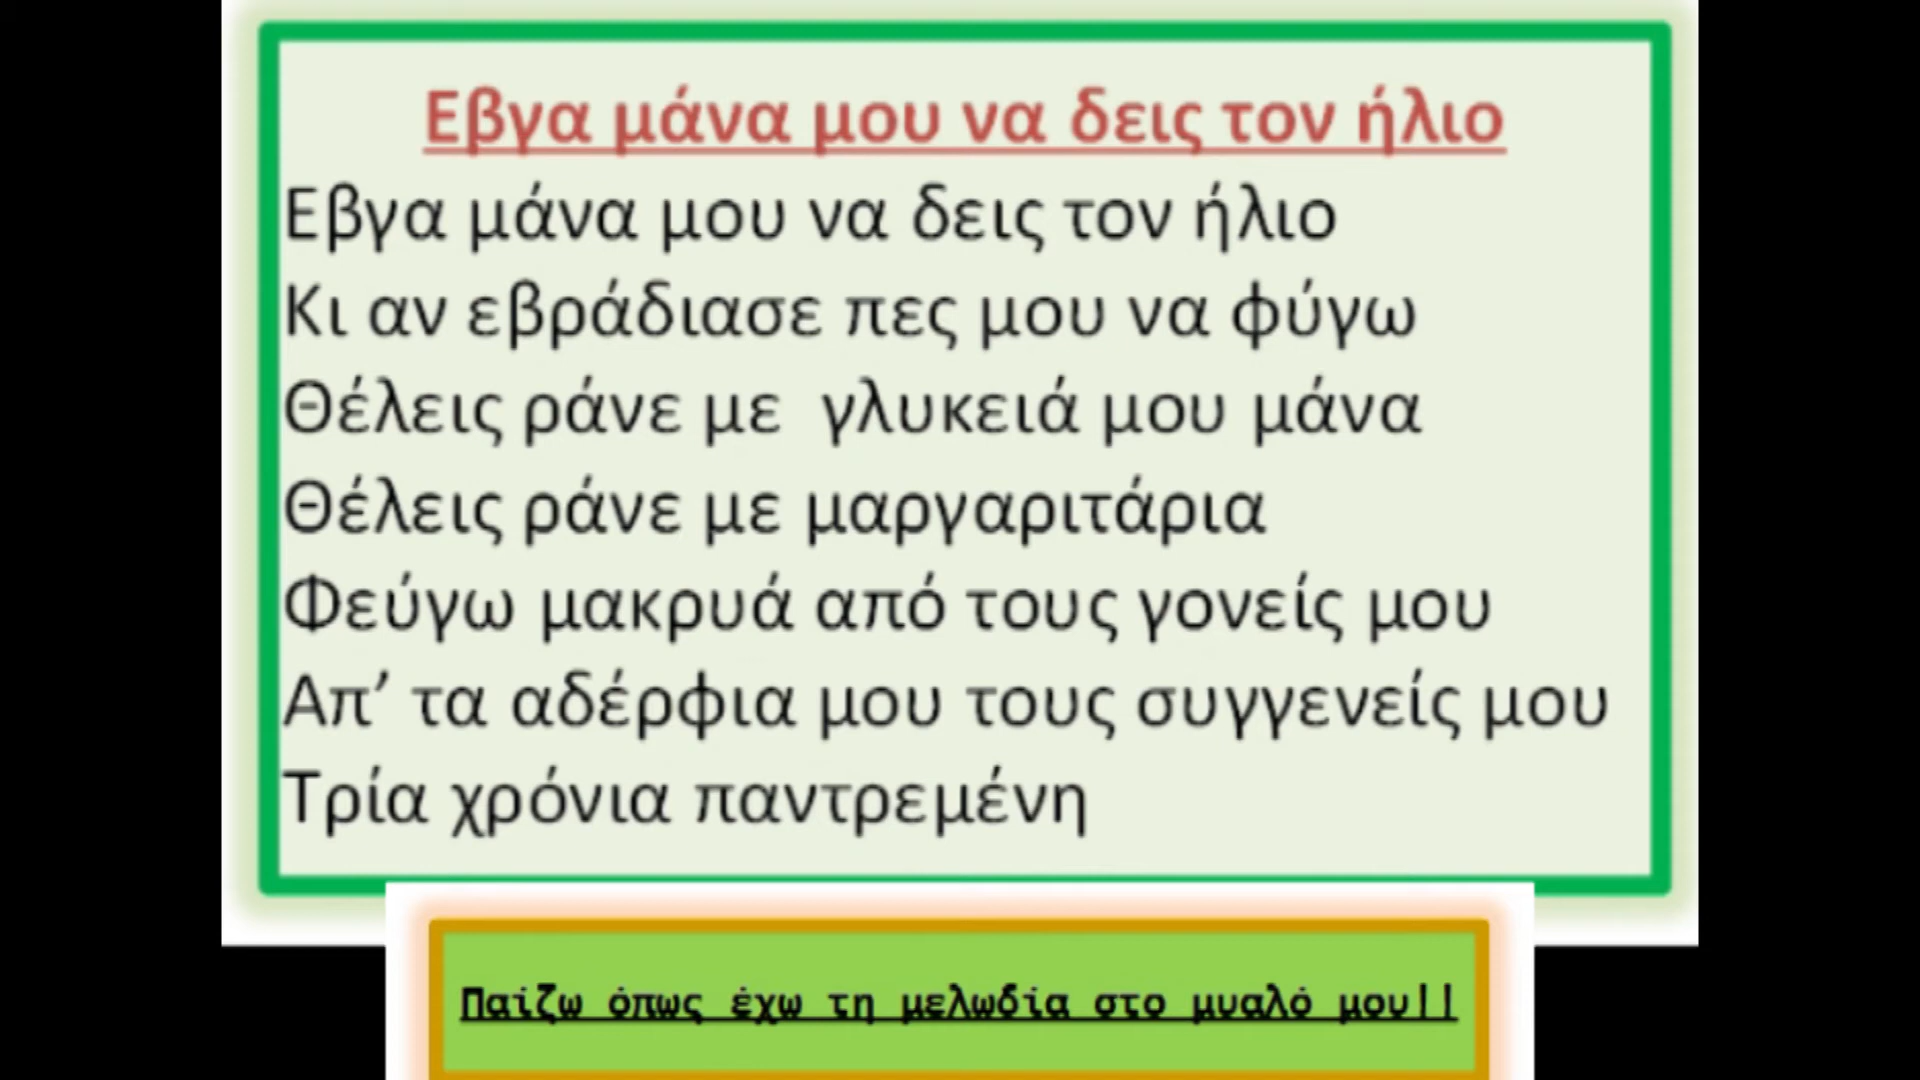 Εβγα μάνα μου να δεις τον ήλιο
Εβγα μάνα μου να δεις τον ήλιο
Κι αν εβράδιασε πες μου να φύγω
Θέλεις ράνε με γλυκειά μου μάνα
Θέλεις ράνε με μαργαριτάρια
Φεύγω μακρυά από τους γονείς μου
Απ’ τα αδέρφια μου τους συγγενείς μου
Τρία χρόνια παντρεμένη
Παίζω όπως έχω τη μελωδία στο μυαλό μου!!